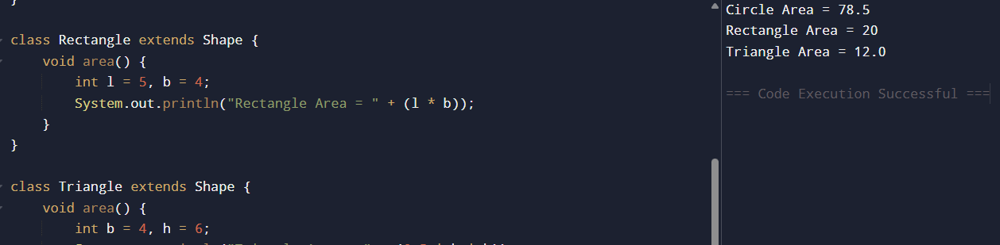 }
class Rectangle extends Shape {
void area() {
int l = 5, b = 4;
System.out.println("Rectangle Area = " + (l * b));
}
}
class Triangle extends Shape {
void area() {
int b = 4, h = 6;
Circle Area = 78.5
Rectangle Area = 20
Triangle Area = 12.0
=== Code Execution Successful ===